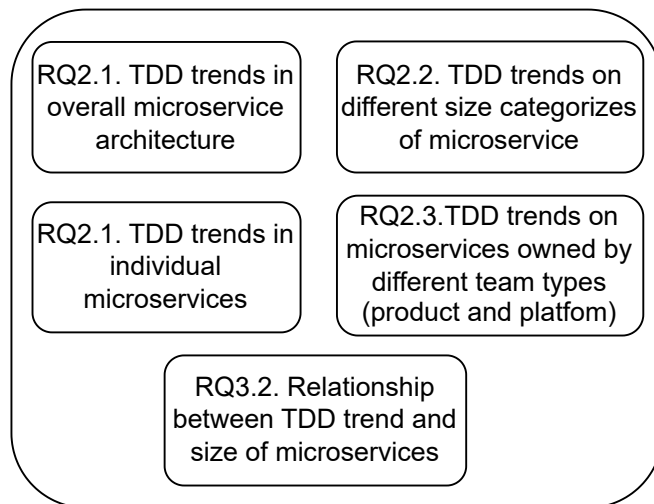 RQ2.1. TDD trends in
overall microservice
architecture
RQ2.2. TDD trends on
different size categorizes
of microservice
RQ2.1. TDD trends in
individual
microservices
RQ2.3.TDD trends on
microservices owned by
different team types
(product and platfom)
RQ3.2. Relationship
between TDD trend and
size of microservices